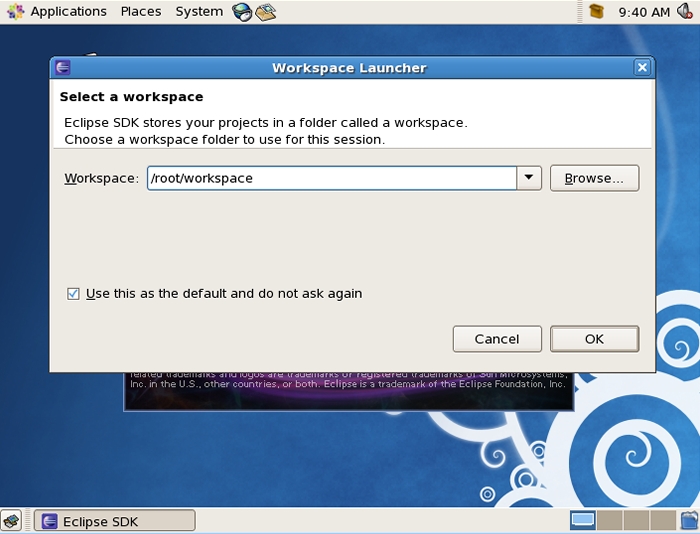 Applications Places System
9:40 AM
Workspace Launcher
Select a workspace
Eclipse SDK stores your projects in a folder called a workspace.
Choose a workspace folder to use for this session.
Workspace: /root/workspace Browse...
Use this as the default and do not ask again
Cancel OK
related trademarks and logos are trademarks or registered trademarks of Sun Microsystems,
Inc. in the U.S., other countries, or both. Eclipse is a trademark of the Eclipse Foundation, Inc.
Eclipse SDK